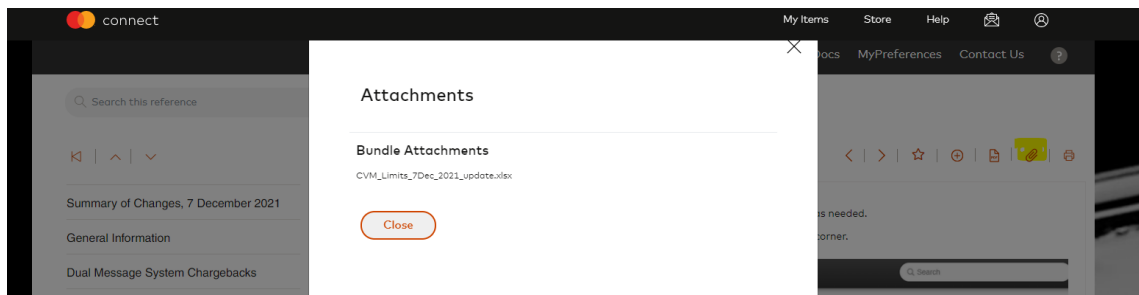 connect
My Items Store Help
Docs MyPreferences Contact Us ?
Search this reference
Attachments
Bundle Attachments
CVM_Limits_7Dec_2021_update.xlsx
Close
Summary of Changes, 7 December 2021
General Information
Dual Message System Chargebacks
as needed.
corner.
Search